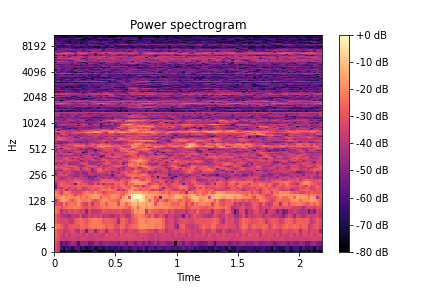 Power spectrogram
8192
4096
2048
1024
512
256
128
64
0
Hz
0
0.5
1
1.5
2
Time
+0 dB
-10 dB
-20 dB
-30 dB
-40 dB
-50 dB
-60 dB
-70 dB
-80 dB